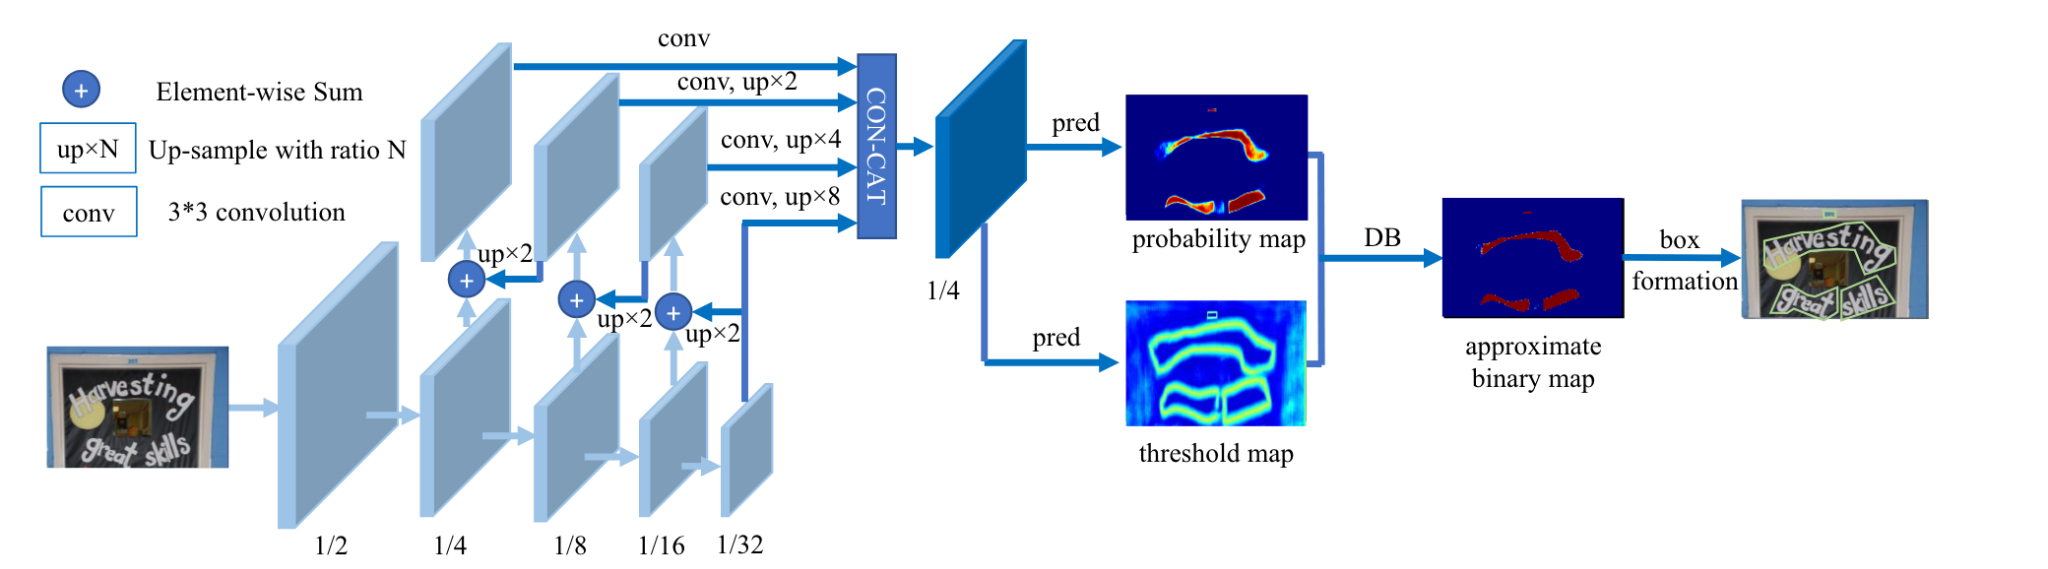 conv
conv, up×2
conv, up×4
conv, up×8
+
Element-wise Sum
up×N
Up-sample with ratio N
conv
3*3 convolution
CON-CAT
up×2
up×2
up×2
+
+
+
1/2
1/4
1/8
1/16
1/32
Harvesting
great skills
1/4
pred
pred
probability map
threshold map
DB
approximate
binary map
box
formation
Harvesting
great skills